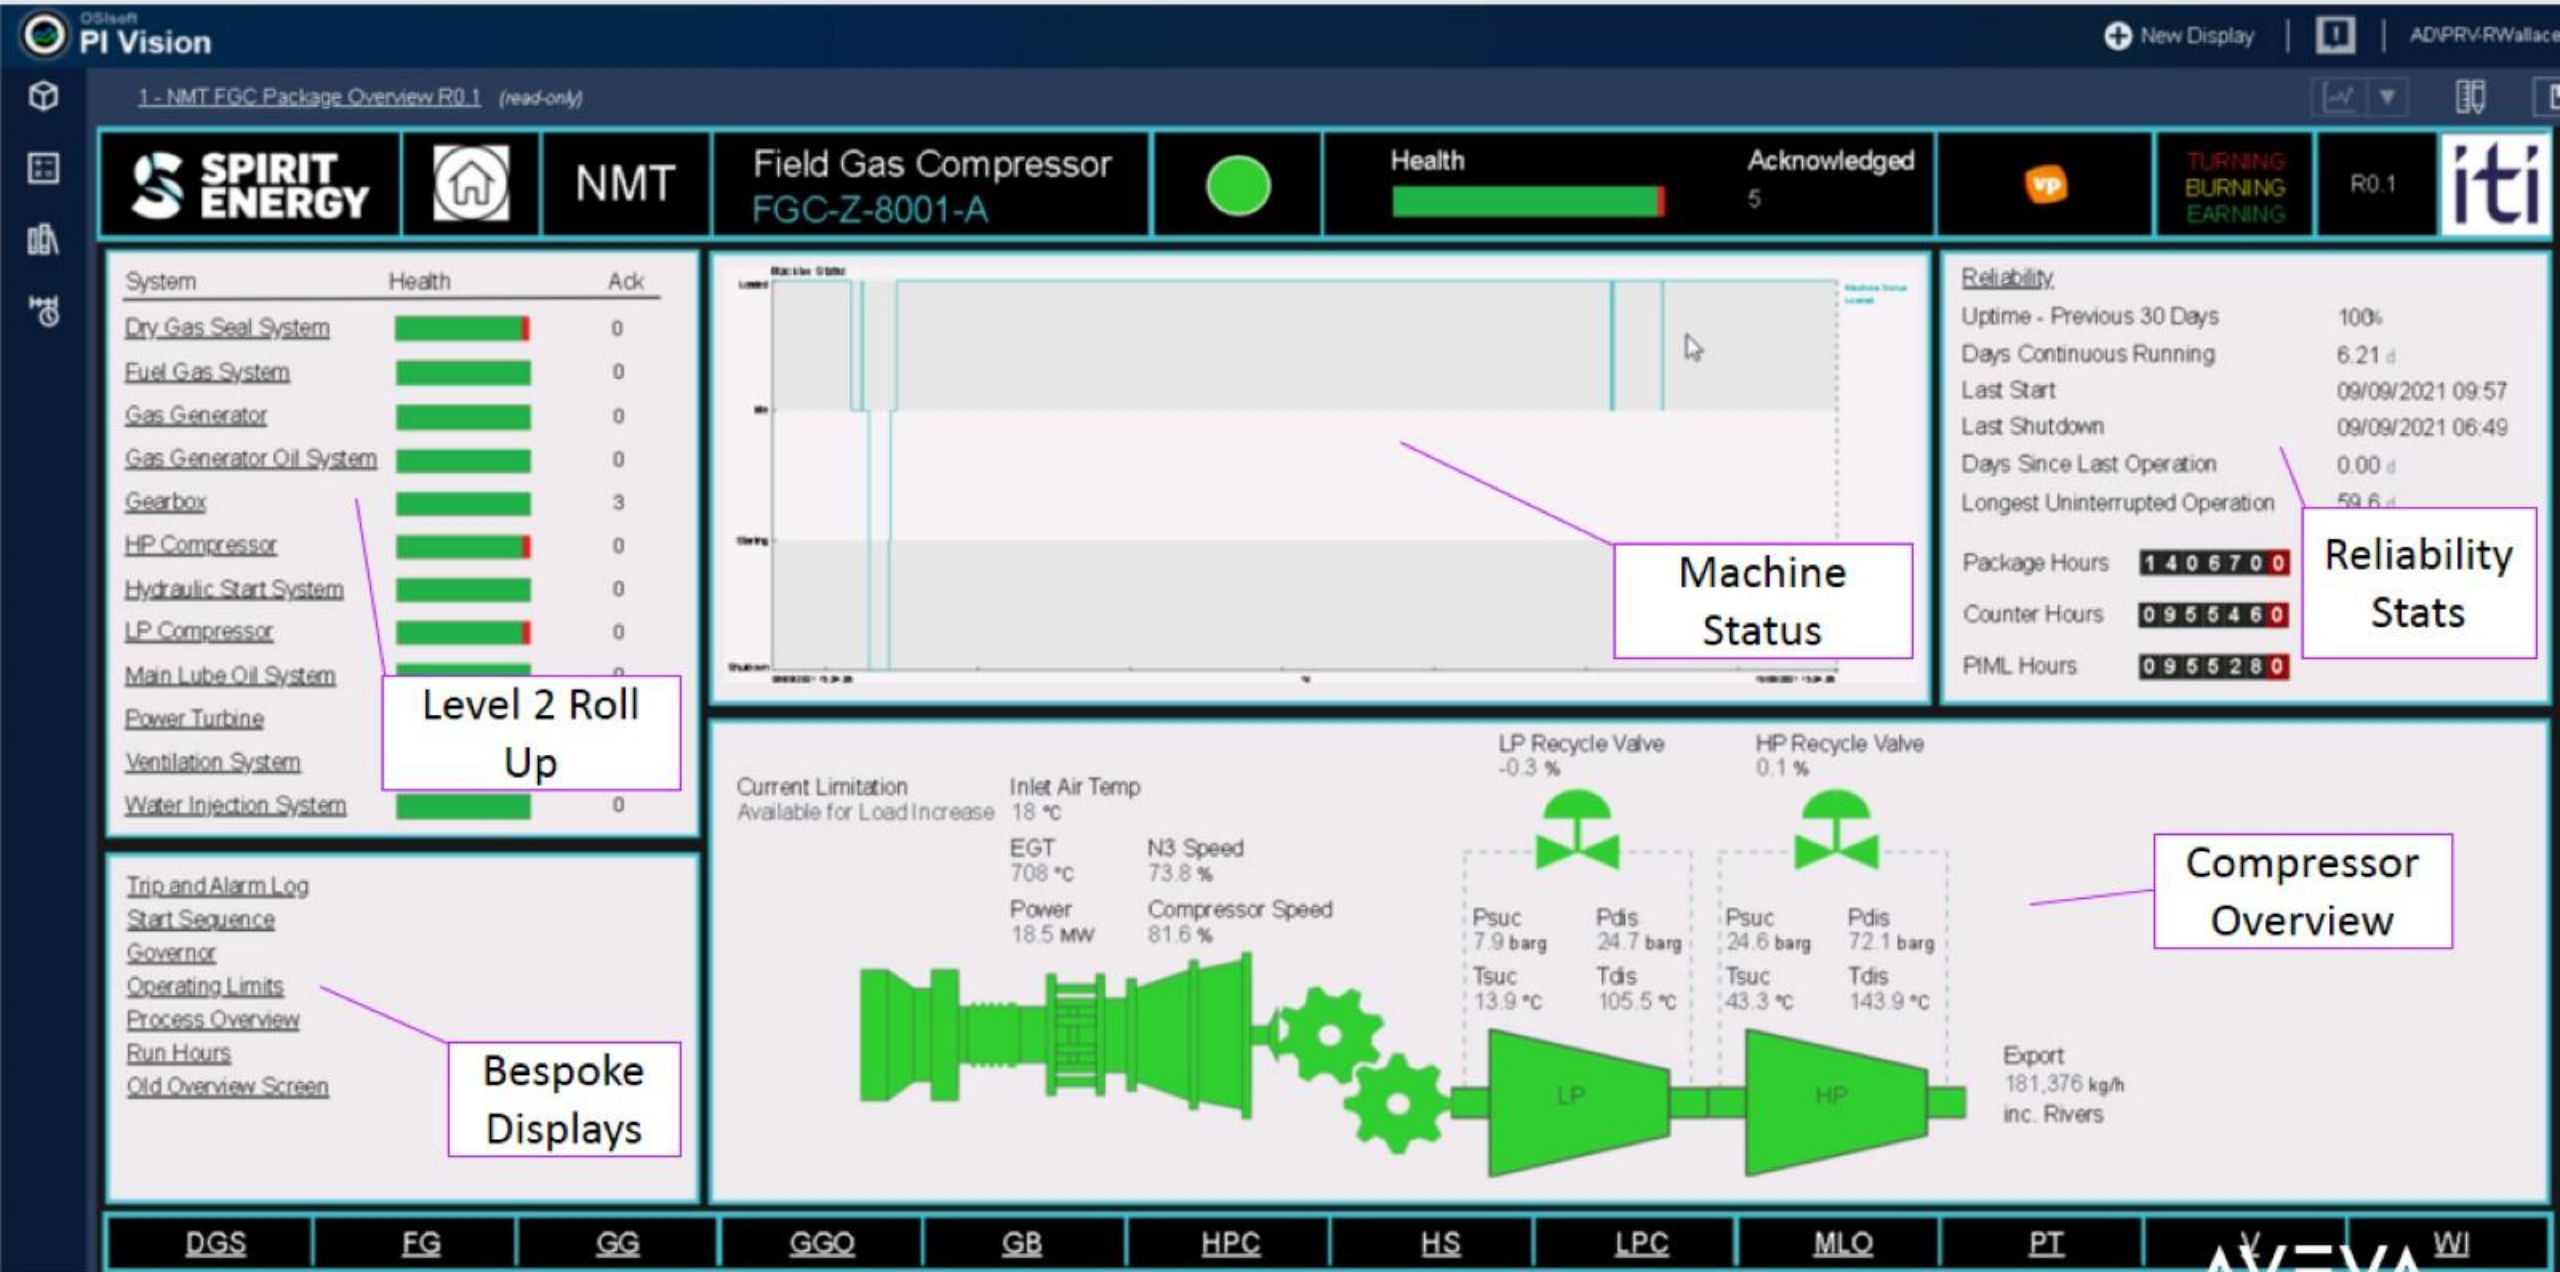 OSIsoft
PI Vision
New Display
AD\PRV-RWallace
1 - NMT FGC Package Overview R0.1 (read-only)
SPIRIT
ENERGY
NMT
Field Gas Compressor
FGC-Z-8001-A
Health
Acknowledged
5
vp
TURNING
BURNING
EARNING
R0.1
iti
System Health Ack
Dry Gas Seal System 0
Fuel Gas System 0
Gas Generator 0
Gas Generator Oil System 0
Gearbox 3
HP Compressor 0
Hydraulic Start System 0
LP Compressor 0
Main Lube Oil System
Power Turbine
Ventilation System
Water Injection System 0
Level 2 Roll
Up
Trip and Alarm Log
Start Sequence
Governor
Operating Limits
Process Overview
Run Hours
Old Overview Screen
Bespoke
Displays
Machine Status
Loaded
Idle
Shutdown
Machine Status
Loaded
Machine
Status
Reliability
Uptime - Previous 30 Days 100%
Days Continuous Running 6.21 d
Last Start 09/09/2021 09:57
Last Shutdown 09/09/2021 06:49
Days Since Last Operation 0.00 d
Longest Uninterrupted Operation 59.6 d
Package Hours 1406700
Counter Hours 0955460
PIML Hours 0955280
Reliability
Stats
Current Limitation
Available for Load Increase
Inlet Air Temp
18 °C
EGT
708 °C
N3 Speed
73.8 %
Power
18.5 MW
Compressor Speed
81.6 %
LP Recycle Valve
-0.3 %
HP Recycle Valve
0.1 %
Psuc
7.9 barg
Pdis
24.7 barg
Psuc
24.6 barg
Pdis
72.1 barg
Tsuc
13.9 °C
Tdis
105.5 °C
Tsuc
43.3 °C
Tdis
143.9 °C
LP
HP
Export
181,376 kg/h
inc. Rivers
Compressor
Overview
DGS FG GG GGO GB HPC HS LPC MLO PT V WI
AVEVA